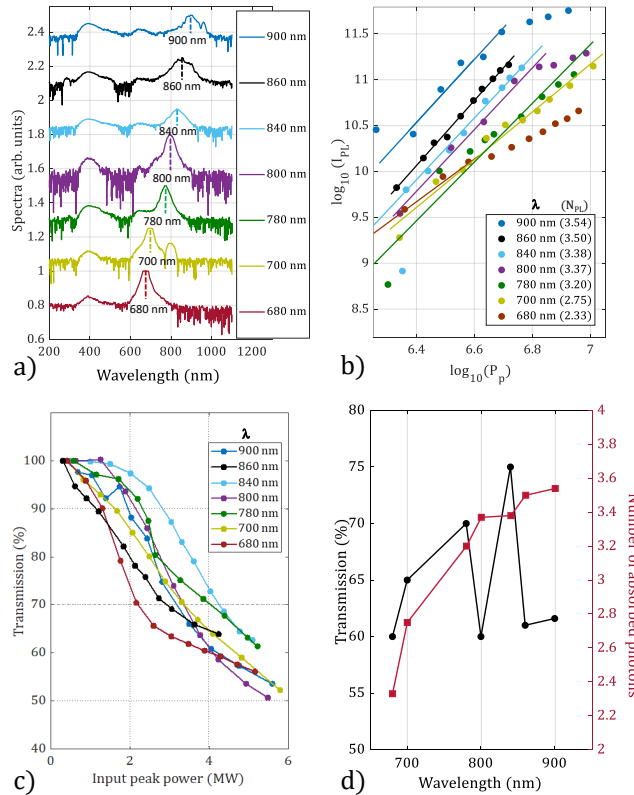 a)
Spectra (arb. units)
2.4
2.2
2
1.8
1.6
1.4
1.2
1
0.8
0.6
200
400
600
800
1000
1200
Wavelength (nm)
900 nm
860 nm
840 nm
800 nm
780 nm
700 nm
680 nm
900 nm
860 nm
840 nm
800 nm
780 nm
700 nm
680 nm
b)
log10 (IPL)
11.5
11
10.5
10
9.5
9
8.5
6.4
6.6
6.8
7
log10(Pp)
λ (NPL)
900 nm (3.54)
860 nm (3.50)
840 nm (3.38)
800 nm (3.37)
780 nm (3.20)
700 nm (2.75)
680 nm (2.33)
c)
Transmission (%)
110
100
90
80
70
60
50
40
0
2
4
6
Input peak power (MW)
λ
900 nm
860 nm
840 nm
800 nm
780 nm
700 nm
680 nm
d)
Transmission (%)
80
75
70
65
60
55
50
700
800
900
Wavelength (nm)
4
3.8
3.6
3.4
3.2
3
2.8
2.6
2.4
2.2
2
Number of absorbed photons